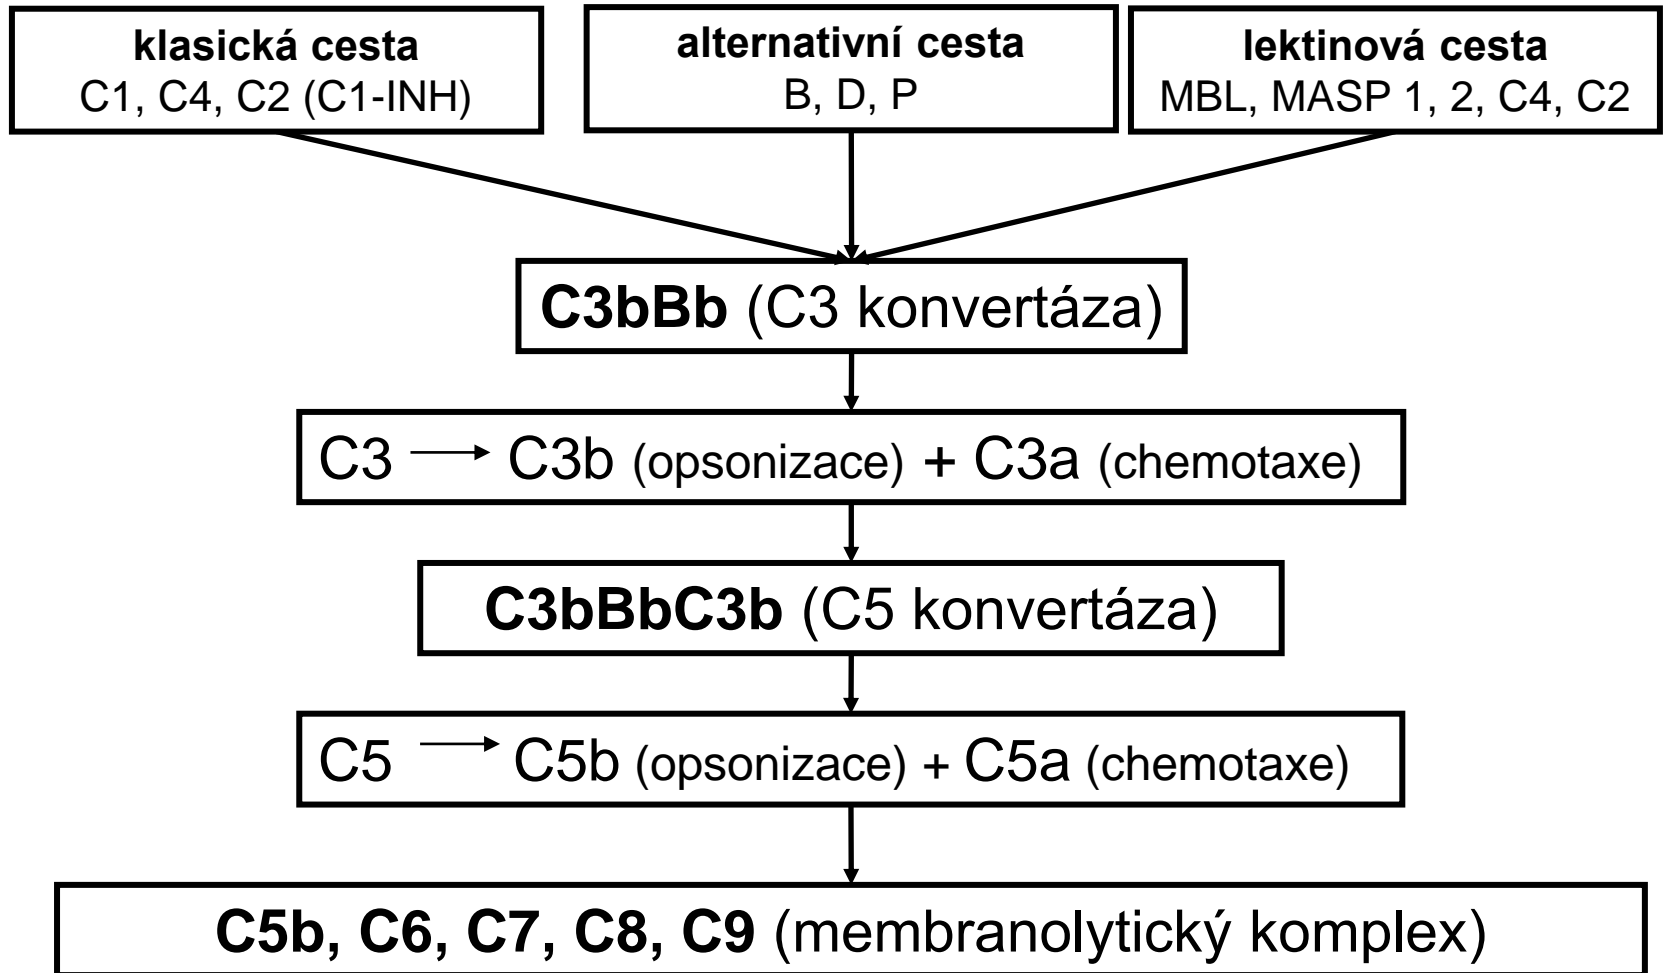 klasická cesta
C1, C4, C2 (C1-INH)
alternativní cesta
B, D, P
lektinová cesta
MBL, MASP 1, 2, C4, C2
C3bBb (C3 konvertáza)
C3 → C3b (opsonizace) + C3a (chemotaxe)
C3bBbC3b (C5 konvertáza)
C5 → C5b (opsonizace) + C5a (chemotaxe)
C5b, C6, C7, C8, C9 (membranolytický komplex)